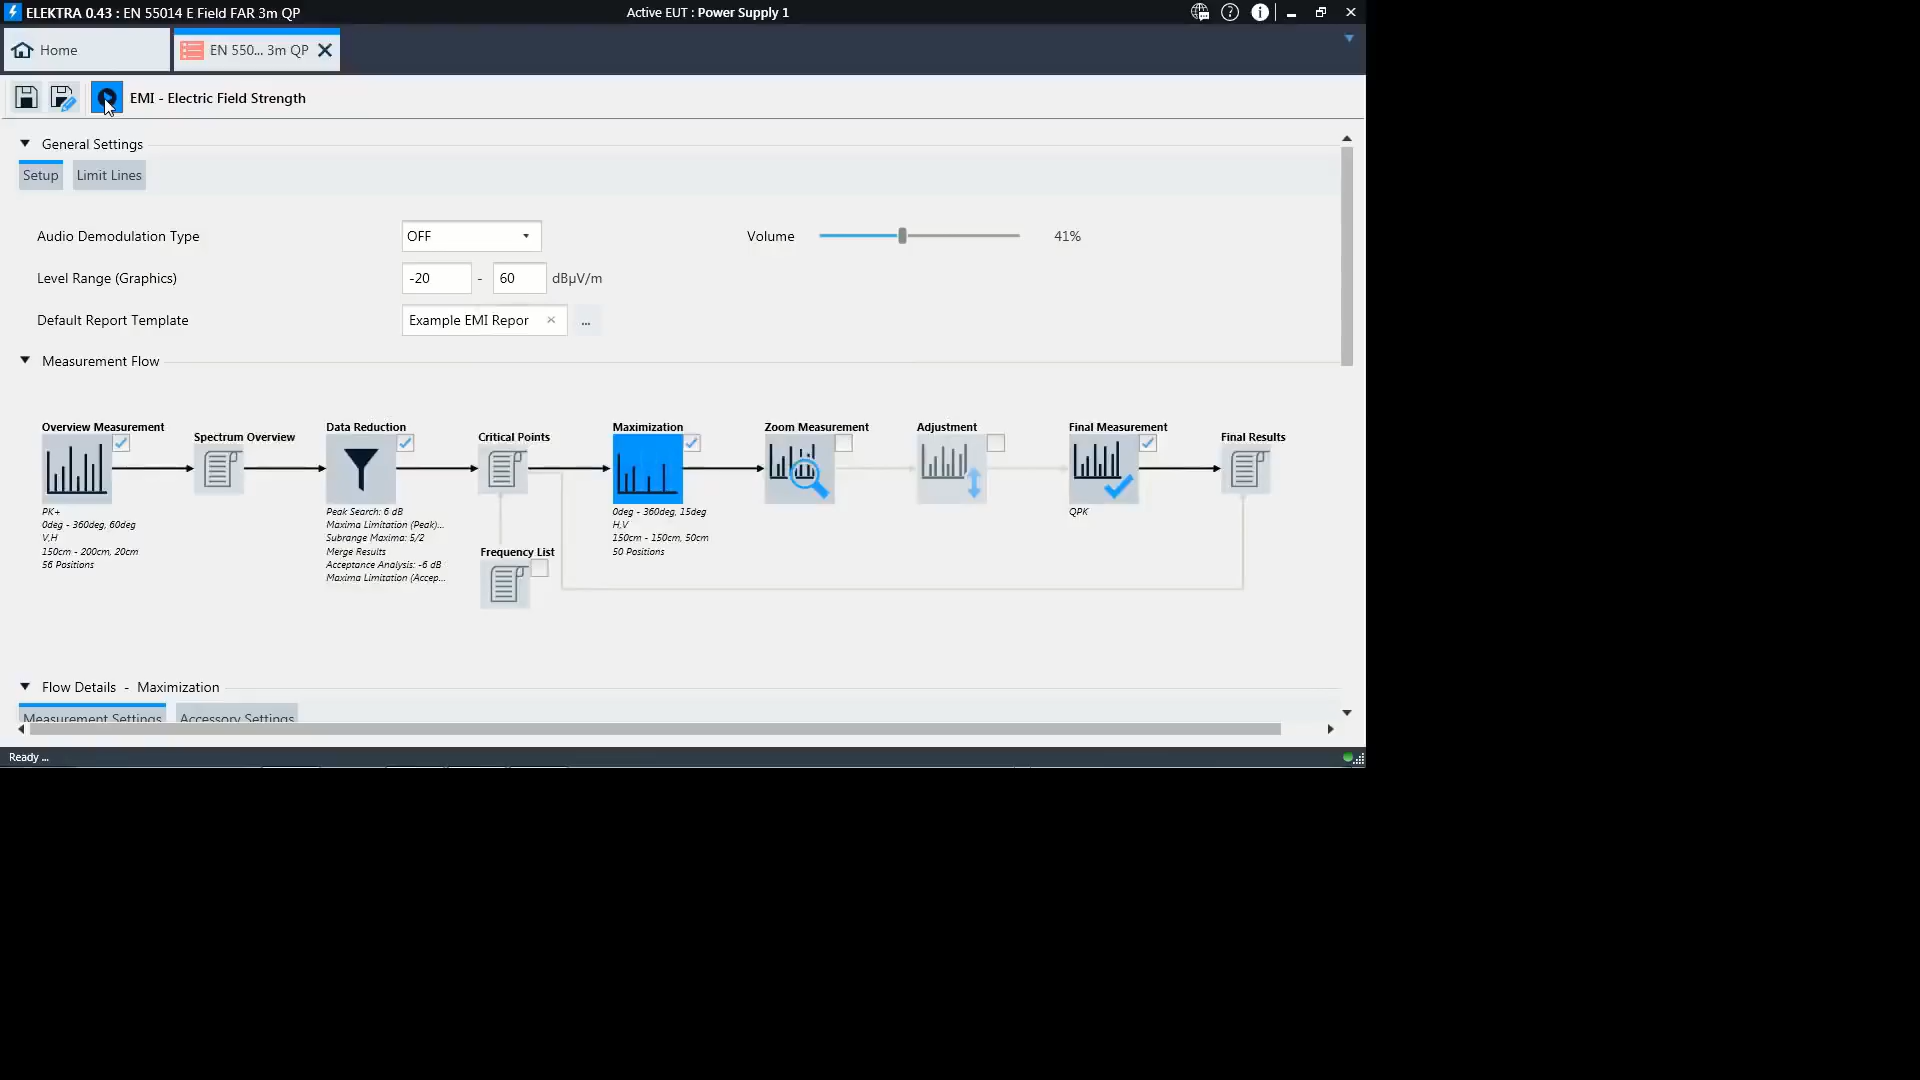 ELEKTRA 0.43 : EN 55014 E Field FAR 3m QP
Active EUT : Power Supply 1
Home
EN 550... 3m QP
EMI - Electric Field Strength
General Settings
Setup
Limit Lines
Audio Demodulation Type
OFF
Volume
41%
Level Range (Graphics)
-20
-
60
dBµV/m
Default Report Template
Example EMI Repor
...
Measurement Flow
Overview Measurement
PK+
0deg - 360deg, 60deg
V,H
150cm - 200cm, 20cm
56 Positions
Spectrum Overview
Data Reduction
Peak Search: 6 dB
Maxima Limitation (Peak)...
Subrange Maxima: 5/2
Merge Results
Acceptance Analysis: -6 dB
Maxima Limitation (Accep...
Critical Points
Frequency List
Maximization
0deg - 360deg, 15deg
H,V
150cm - 150cm, 50cm
50 Positions
Zoom Measurement
Adjustment
Final Measurement
QPK
Final Results
Flow Details - Maximization
Measurement Settings
Accessory Settings
Ready ...